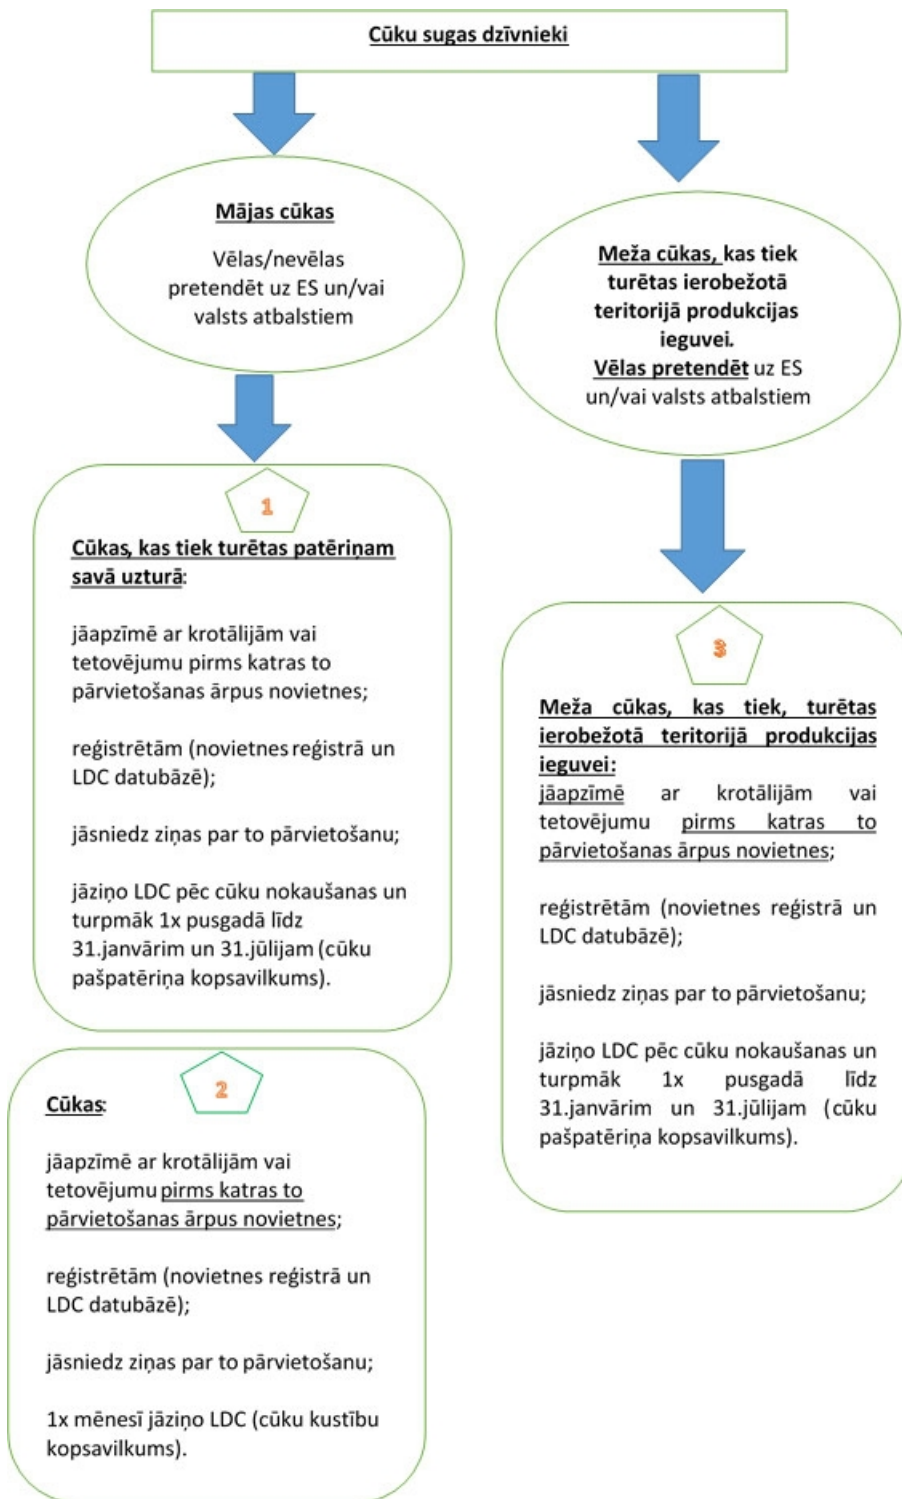 Cūku sugas dzīvnieki
Mājas cūkas
Vēlas/nevēlas
pretendēt uz ES un/vai
valsts atbalstiem
Meža cūkas, kas tiek
turētas ierobežotā
teritorijā produkcijas
ieguvei.
Vēlas pretendēt uz ES
un/vai valsts atbalstiem
1
Cūkas, kas tiek turētas patēriņam
savā uzturā:
jāapzīmē ar krotālijām vai
tetovējumu pirms katras to
pārvietošanas ārpus novietnes;
reģistrētām (novietnes reģistrā un
LDC datubāzē);
jāsniedz ziņas par to pārvietošanu;
jāziņo LDC pēc cūku nokaušanas un
turpmāk 1x pusgadā līdz
31.janvārim un 31.jūlijam (cūku
pašpatēriņa kopsavilkums).
2
Cūkas:
jāapzīmē ar krotālijām vai
tetovējumu pirms katras to
pārvietošanas ārpus novietnes;
reģistrētām (novietnes reģistrā un
LDC datubāzē);
jāsniedz ziņas par to pārvietošanu;
1x mēnesī jāziņo LDC (cūku kustību
kopsavilkums).
3
Meža cūkas, kas tiek, turētas
ierobežotā teritorijā produkcijas
ieguvei:
jāapzīmē ar krotālijām vai
tetovējumu pirms katras to
pārvietošanas ārpus novietnes;
reģistrētām (novietnes reģistrā un
LDC datubāzē);
jāsniedz ziņas par to pārvietošanu;
jāziņo LDC pēc cūku nokaušanas un
turpmāk 1x pusgadā līdz
31.janvārim un 31.jūlijam (cūku
pašpatēriņa kopsavilkums).